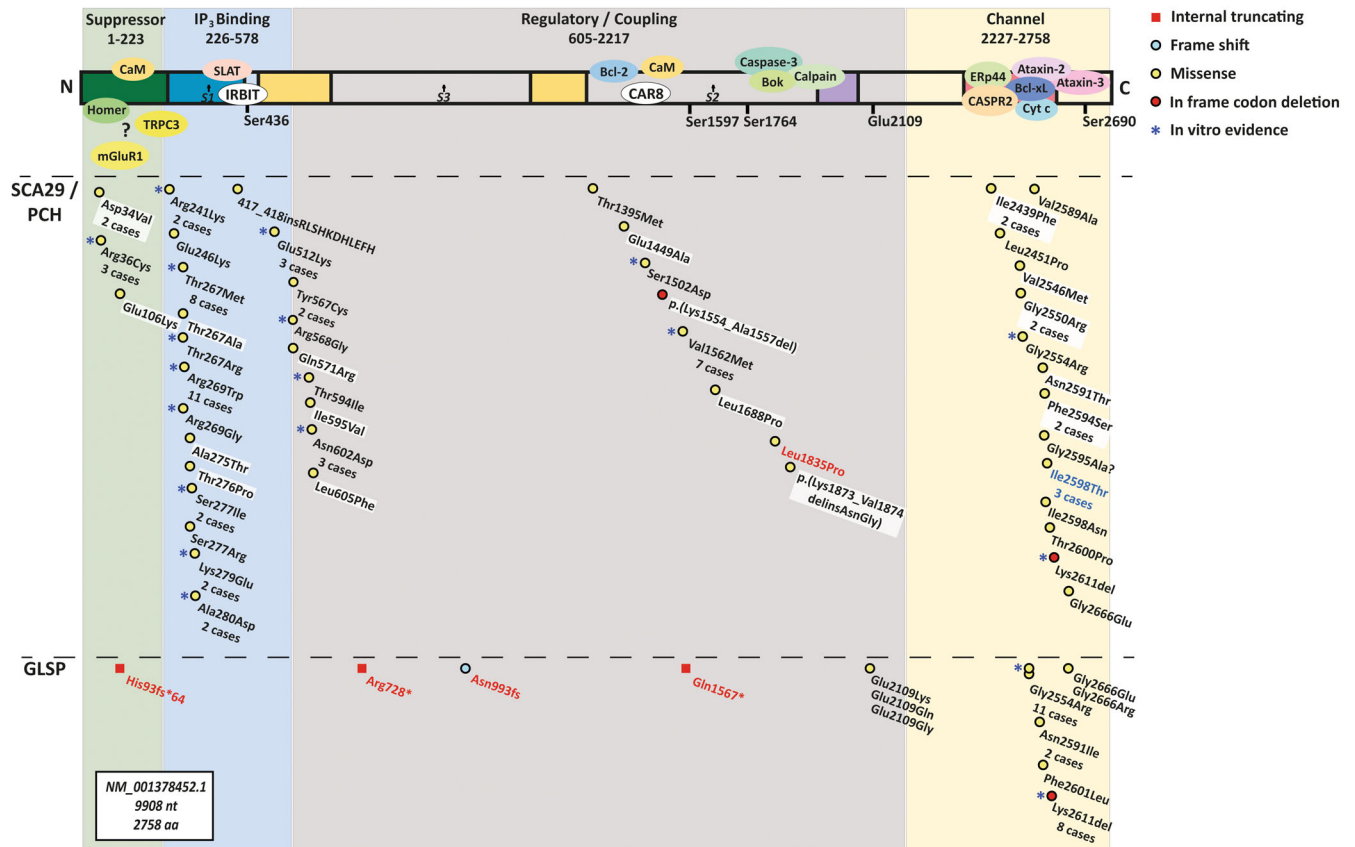 Suppressor
1-223
IP3 Binding
226-578
Regulatory / Coupling
605-2217
Channel
2227-2758
Internal truncating
Frame shift
Missense
In frame codon deletion
* In vitro evidence
N
CaM
SLAT
Bcl-2
CaM
Caspase-3
Bok
Calpain
ERp44
Ataxin-2
Bcl-xL
Ataxin-3
C
S1
IRBIT
S3
CAR8
S2
CASPR2
Cyt c
Homer
?
TRPC3
mGluR1
Ser436
Ser1597
Ser1764
Glu2109
Ser2690
SCA29 /
PCH
Asp34Val
2 cases
* Arg36Cys
3 cases
Glu106Lys
* Arg241Lys
2 cases
Glu246Lys
* Thr267Met
8 cases
Thr267Ala
* Thr267Arg
* Arg269Trp
11 cases
* Arg269Gly
Ala275Thr
Thr276Pro
* Ser277Ile
2 cases
Ser277Arg
* Lys279Glu
2 cases
* Ala280Asp
2 cases
417_418insRLSHKDHLEFH
* Glu512Lys
3 cases
Tyr567Cys
2 cases
* Arg568Gly
Gln571Arg
* Thr594Ile
Ile595Val
* Asn602Asp
3 cases
Leu605Phe
Thr1395Met
Glu1449Ala
* Ser1502Asp
p.(Lys1554_Ala1557del)
* Val1562Met
7 cases
Leu1688Pro
Leu1835Pro
p.(Lys1873_Val1874
delinsAsnGly)
Ile2439Phe
2 cases
Val2589Ala
Leu2451Pro
Val2546Met
Gly2550Arg
2 cases
* Gly2554Arg
Asn2591Thr
Phe2594Ser
2 cases
Gly2595Ala?
Ile2598Thr
3 cases
Ile2598Asn
Thr2600Pro
* Lys2611del
Gly2666Glu
GLSP
His93fs*64
Arg728*
Asn993fs
Gln1567*
Glu2109Lys
Glu2109Gln
Glu2109Gly
* Gly2554Arg
11 cases
Gly2666Glu
Gly2666Arg
Asn2591Ile
2 cases
Phe2601Leu
* Lys2611del
8 cases
NM_001378452.1
9908 nt
2758 aa